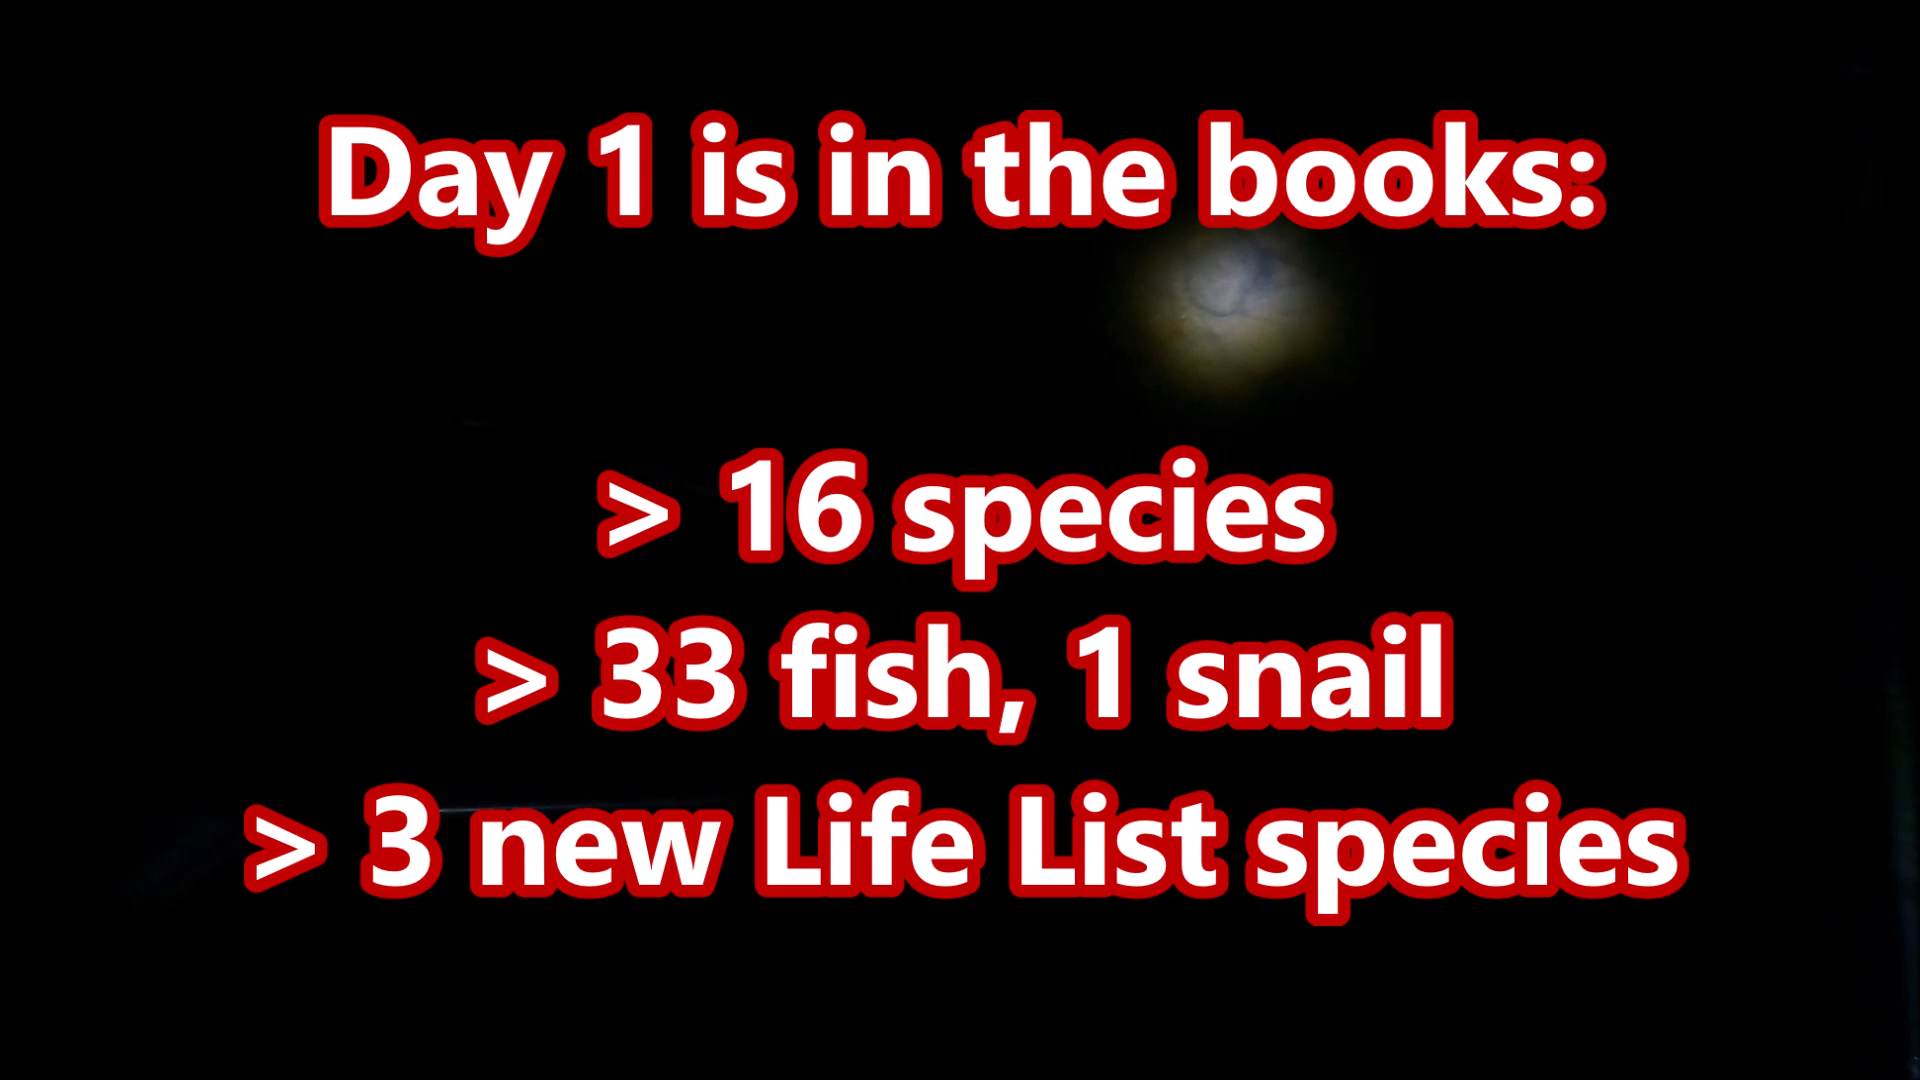 Day 1 is in the books:
> 16 species
> 33 fish, 1 snail
> 3 new Life List species